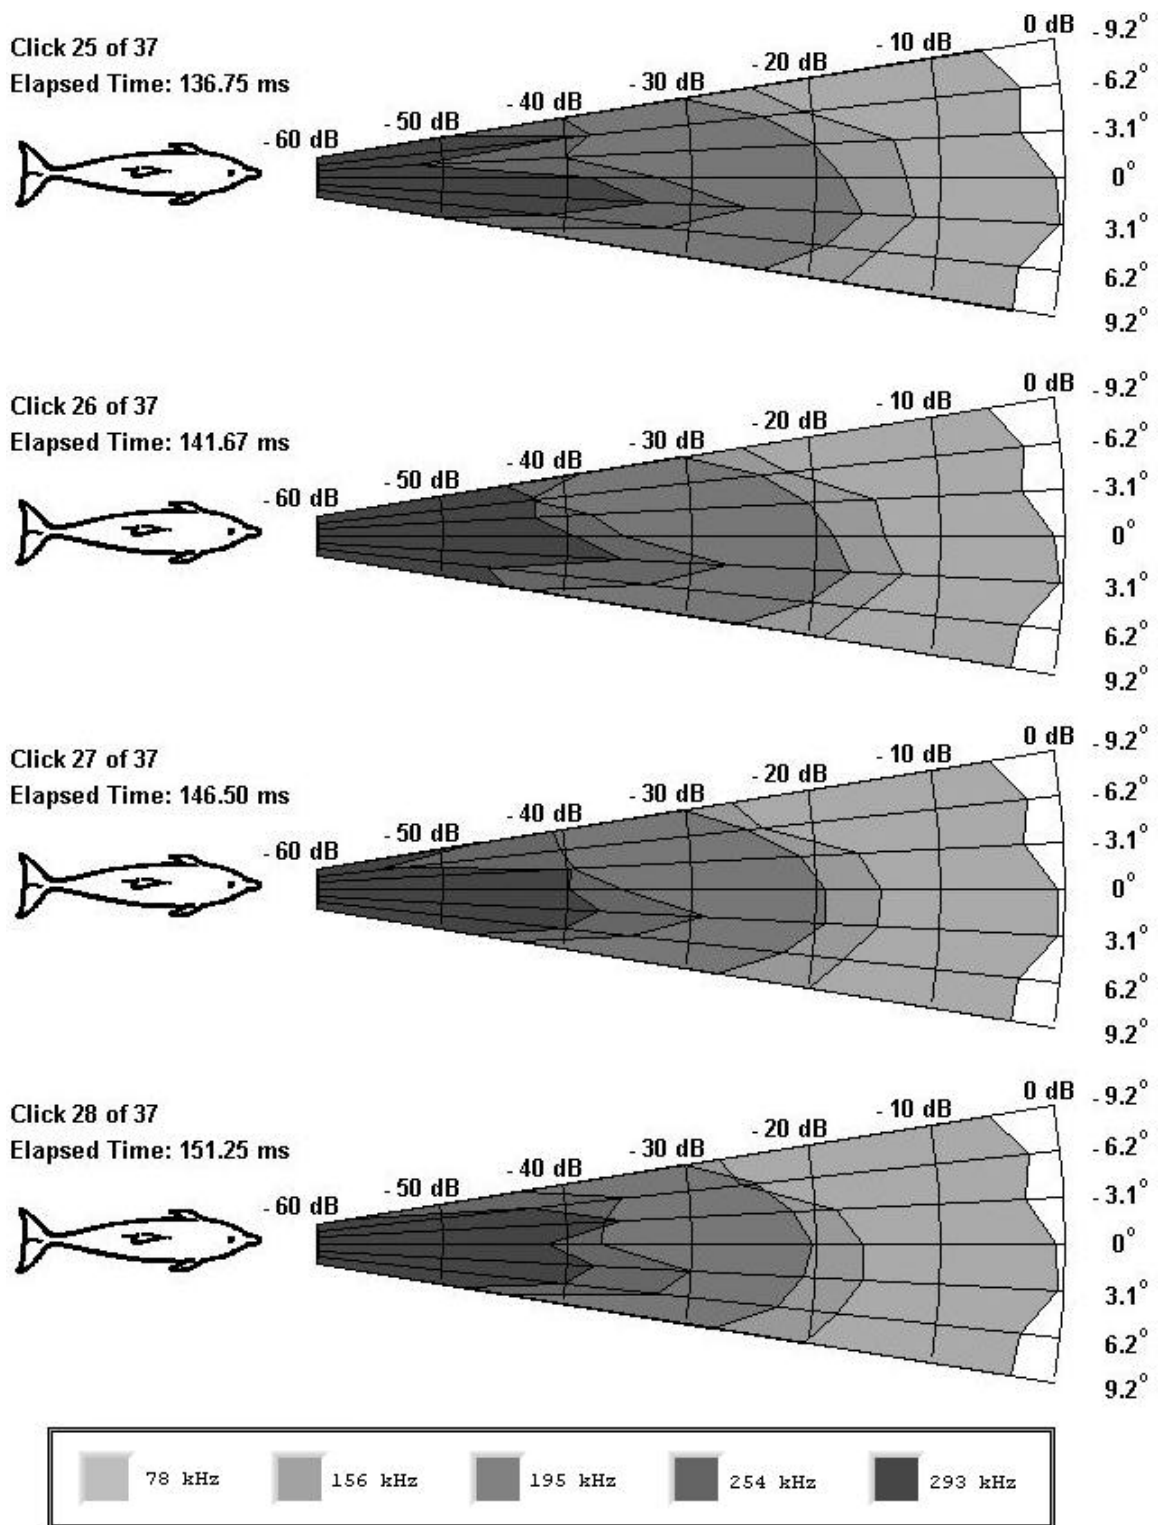 Click 25 of 37
Elapsed Time: 136.75 ms
- 60 dB
- 50 dB
- 40 dB
- 30 dB
- 20 dB
- 10 dB
0 dB
- 9.2°
- 6.2°
- 3.1°
0°
3.1°
6.2°
9.2°
Click 26 of 37
Elapsed Time: 141.67 ms
- 60 dB
- 50 dB
- 40 dB
- 30 dB
- 20 dB
- 10 dB
0 dB
- 9.2°
- 6.2°
- 3.1°
0°
3.1°
6.2°
9.2°
Click 27 of 37
Elapsed Time: 146.50 ms
- 60 dB
- 50 dB
- 40 dB
- 30 dB
- 20 dB
- 10 dB
0 dB
- 9.2°
- 6.2°
- 3.1°
0°
3.1°
6.2°
9.2°
Click 28 of 37
Elapsed Time: 151.25 ms
- 60 dB
- 50 dB
- 40 dB
- 30 dB
- 20 dB
- 10 dB
0 dB
- 9.2°
- 6.2°
- 3.1°
0°
3.1°
6.2°
9.2°
78 kHz 156 kHz 195 kHz 254 kHz 293 kHz